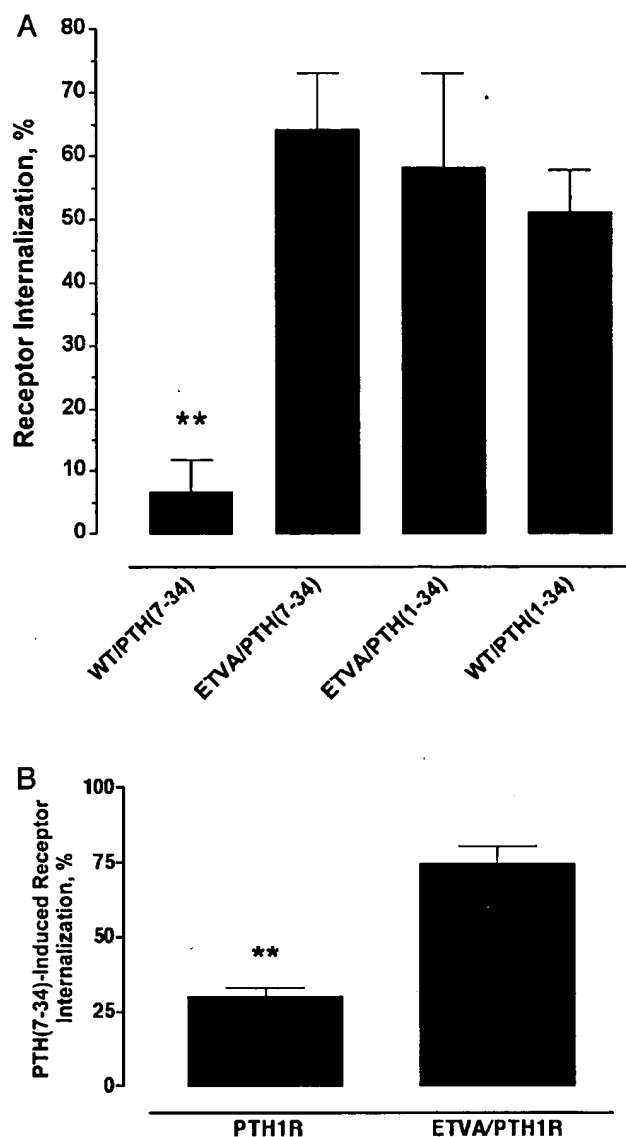 A
80
70
60
50
40
30
20
10
0
Receptor Internalization, %
**
WT/PTH(7-34)
ETVA/PTH(7-34)
ETVA/PTH(1-34)
WT/PTH(1-34)
B
100
75
50
25
0
PTH(7-34)-Induced Receptor
Internalization, %
**
PTH1R
ETVA/PTH1R